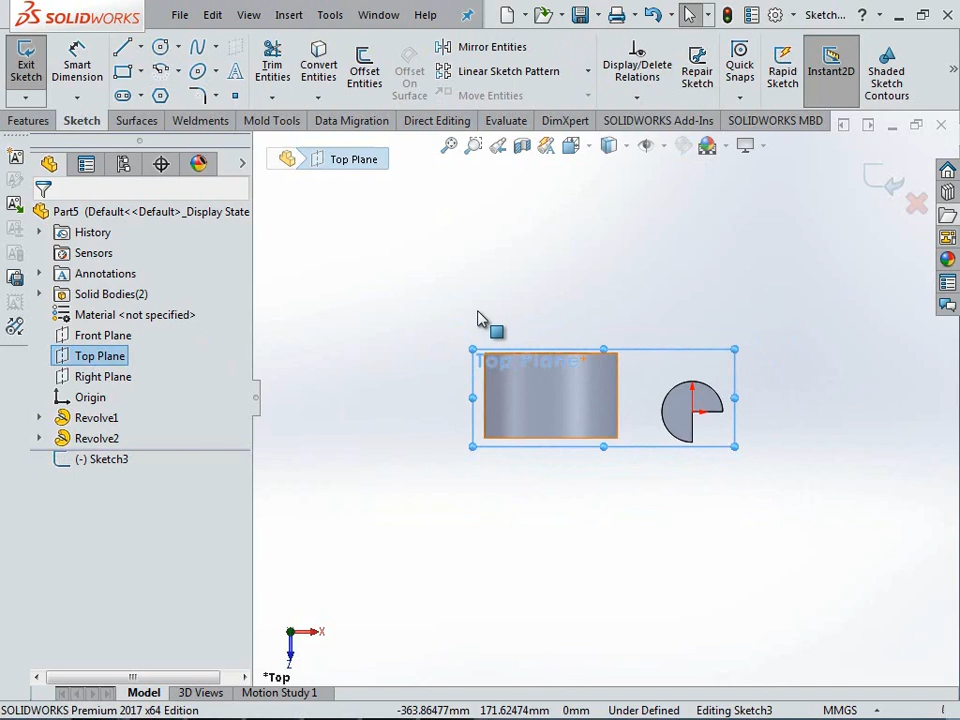 SOLIDWORKS File Edit View Insert Tools Window Help Sketch... ?
Exit Sketch
Smart Dimension
Trim Entities
Convert Entities
Offset Entities
Offset On Surface
Mirror Entities
Linear Sketch Pattern
Move Entities
Display/Delete Relations
Repair Sketch
Quick Snaps
Rapid Sketch
Instant2D
Shaded Sketch Contours
Features Sketch Surfaces Weldments Mold Tools Data Migration Direct Editing Evaluate DimXpert SOLIDWORKS Add-Ins SOLIDWORKS MBD
Top Plane
Part5 (Default<<Default>_Display State
History
Sensors
Annotations
Solid Bodies(2)
Material <not specified>
Front Plane
Top Plane
Right Plane
Origin
Revolve1
Revolve2
(-) Sketch3
Top Plane
X
Z
*Top
Model 3D Views Motion Study 1
SOLIDWORKS Premium 2017 x64 Edition -363.86477mm 171.62474mm 0mm Under Defined Editing Sketch3 MMGS